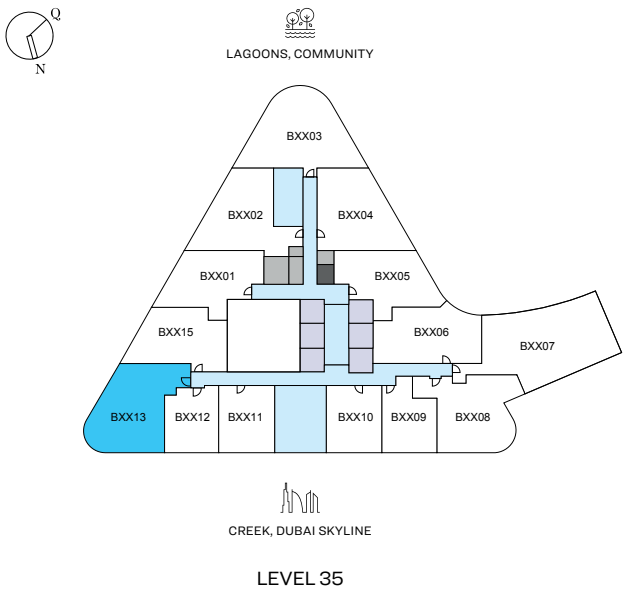 Q
N
LAGOONS, COMMUNITY
BXX03
BXX02
BXX04
BXX01
BXX05
BXX15
BXX06
BXX07
BXX13
BXX12
BXX11
BXX10
BXX09
BXX08
CREEK, DUBAI SKYLINE
LEVEL 35